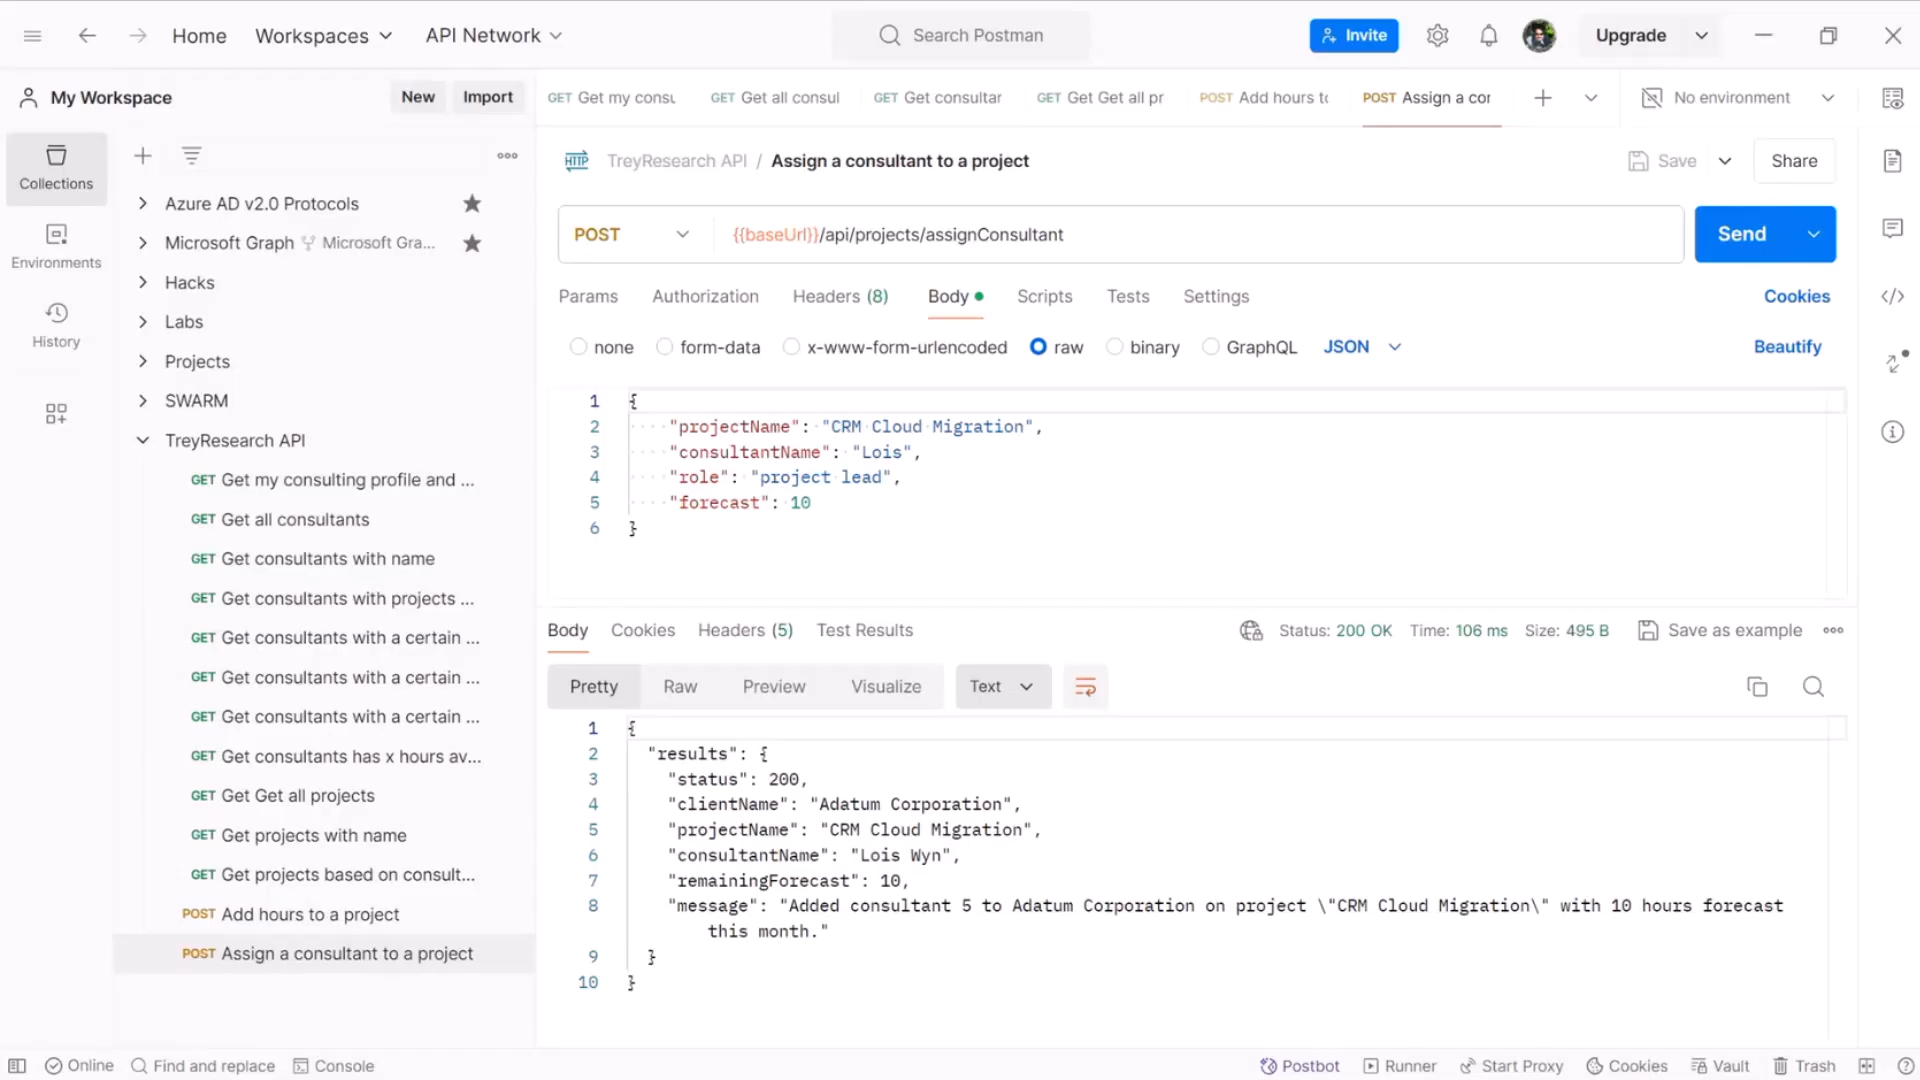 Home Workspaces API Network Search Postman Invite Upgrade
My Workspace New Import GET Get my consu GET Get all consul GET Get consultar GET Get Get all pr POST Add hours to POST Assign a cor No environment
Collections
Environments
History
Azure AD v2.0 Protocols
Microsoft Graph Microsoft Gra...
Hacks
Labs
Projects
SWARM
TreyResearch API
GET Get my consulting profile and ...
GET Get all consultants
GET Get consultants with name
GET Get consultants with projects ...
GET Get consultants with a certain ...
GET Get consultants with a certain ...
GET Get consultants with a certain ...
GET Get consultants has x hours av...
GET Get Get all projects
GET Get projects with name
GET Get projects based on consult...
POST Add hours to a project
POST Assign a consultant to a project
HTTP TreyResearch API / Assign a consultant to a project Save Share
POST {{baseUrl}}/api/projects/assignConsultant Send
Params Authorization Headers (8) Body Scripts Tests Settings Cookies
none form-data x-www-form-urlencoded raw binary GraphQL JSON Beautify
1 {
2 "projectName": "CRM Cloud Migration",
3 "consultantName": "Lois",
4 "role": "project lead",
5 "forecast": 10
6 }
Body Cookies Headers (5) Test Results Status: 200 OK Time: 106 ms Size: 495 B Save as example
Pretty Raw Preview Visualize Text
1 {
2 "results": {
3 "status": 200,
4 "clientName": "Adatum Corporation",
5 "projectName": "CRM Cloud Migration",
6 "consultantName": "Lois Wyn",
7 "remainingForecast": 10,
8 "message": "Added consultant 5 to Adatum Corporation on project \"CRM Cloud Migration\" with 10 hours forecast
this month."
9 }
10 }
Online Find and replace Console Postbot Runner Start Proxy Cookies Vault Trash